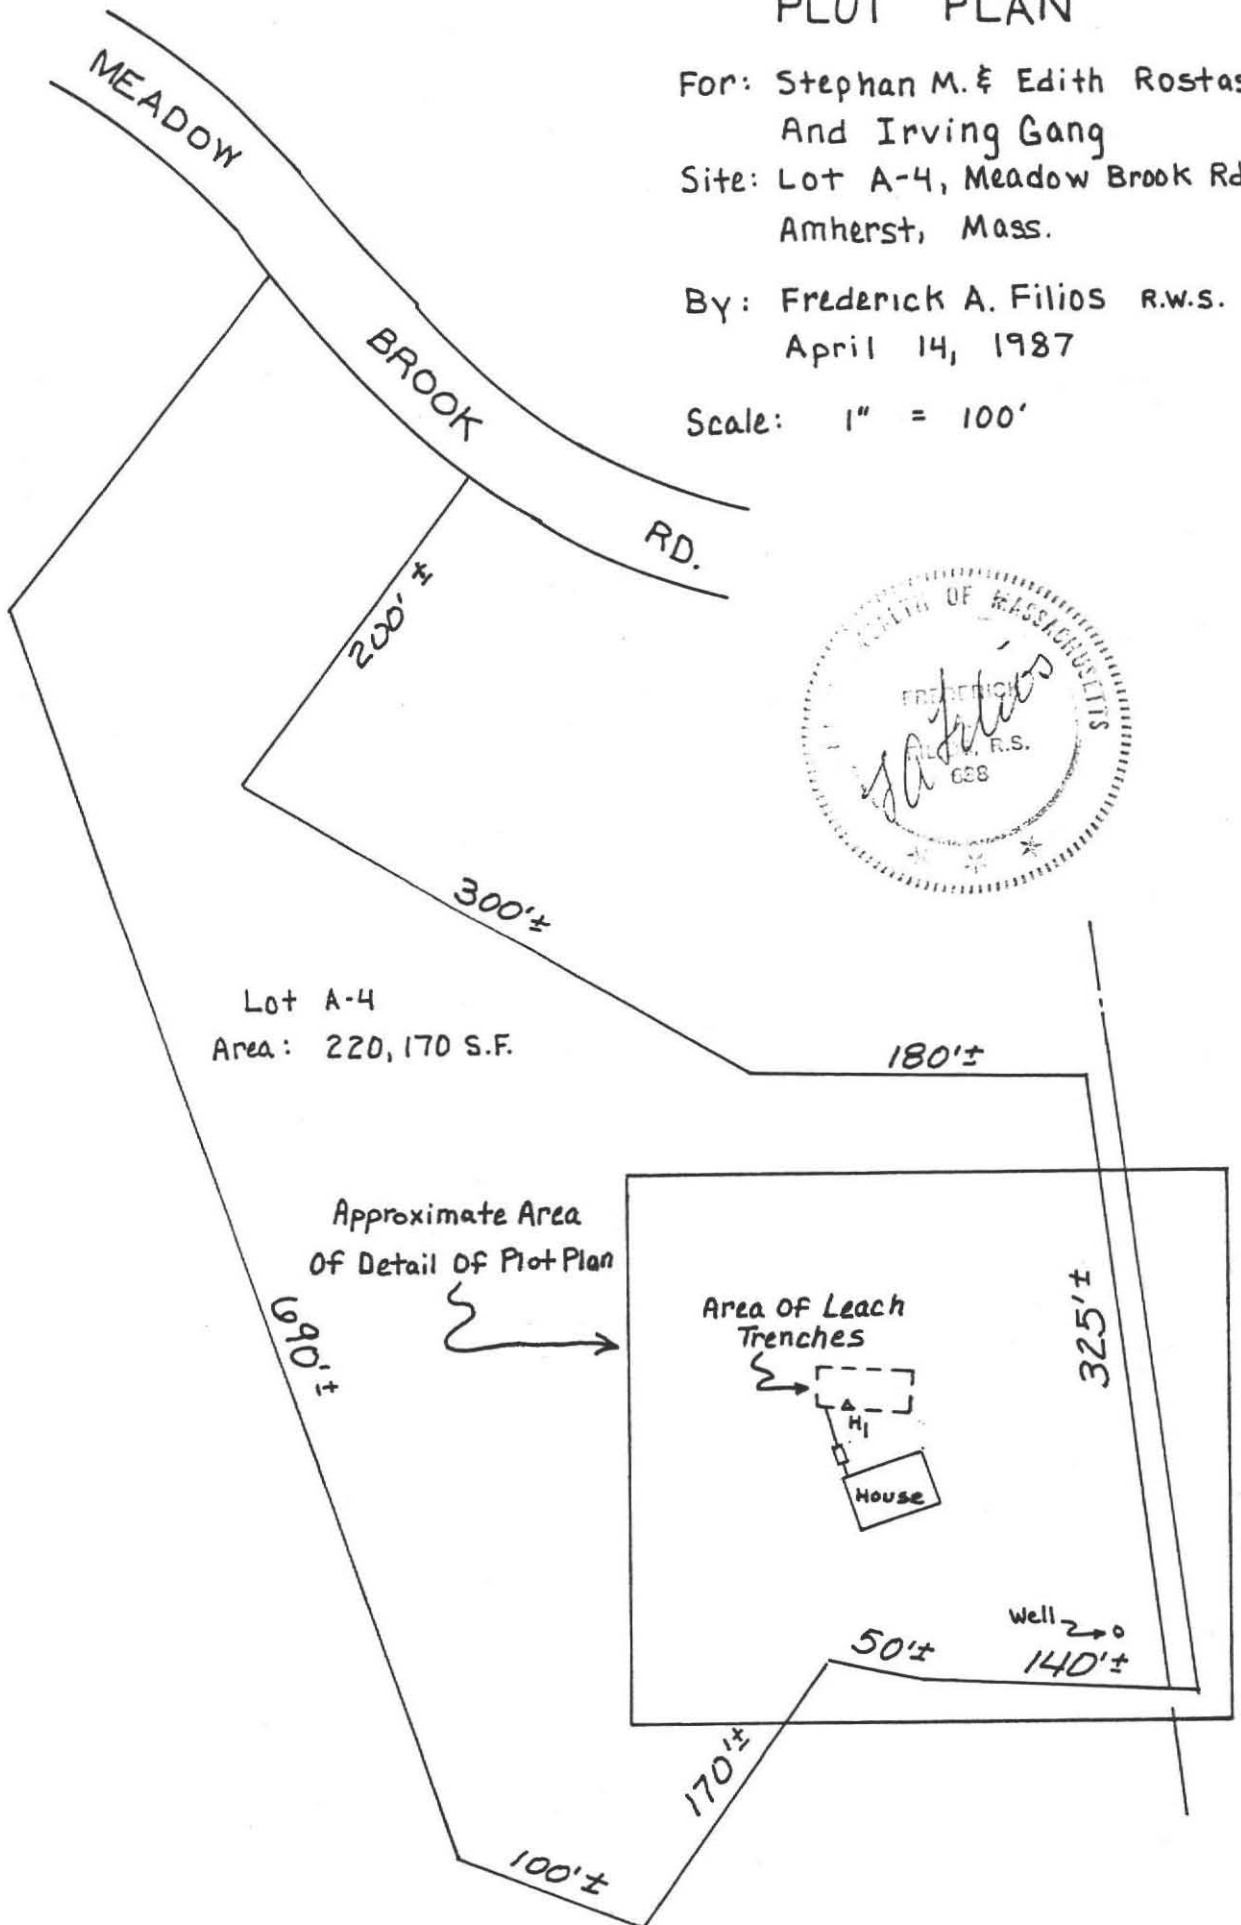 PLOT PLAN
For: Stephan M. & Edith Rostas
And Irving Gang
Site: Lot A-4, Meadow Brook Rd
Amherst, Mass.
By: Frederick A. Filios R.W.S.
April 14, 1987
Scale: 1" = 100'
MEADOW
BROOK
RD.
200'±
OF MASSACHUSETTS
FREDERICK
R.S.
300'±
Lot A-4
Area: 220,170 S.F.
180'±
Approximate Area
Of Detail Of Plot Plan
690'±
Area Of Leach
Trenches
H1
House
325'±
Well
50'±
140'±
170'±
100'±